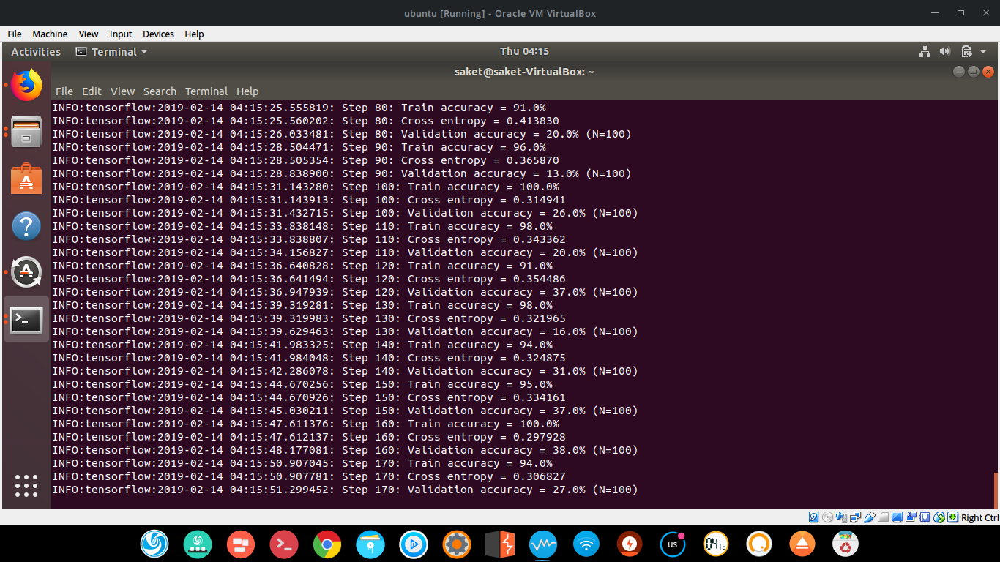 ubuntu [Running] - Oracle VM VirtualBox
File Machine View Input Devices Help
Activities Terminal Thu 04:15
saket@saket-VirtualBox: ~
File Edit View Search Terminal Help
INFO:tensorflow:2019-02-14 04:15:25.555819: Step 80: Train accuracy = 91.0%
INFO:tensorflow:2019-02-14 04:15:25.560202: Step 80: Cross entropy = 0.413830
INFO:tensorflow:2019-02-14 04:15:26.033481: Step 80: Validation accuracy = 20.0% (N=100)
INFO:tensorflow:2019-02-14 04:15:28.504471: Step 90: Train accuracy = 96.0%
INFO:tensorflow:2019-02-14 04:15:28.505354: Step 90: Cross entropy = 0.365870
INFO:tensorflow:2019-02-14 04:15:28.838900: Step 90: Validation accuracy = 13.0% (N=100)
INFO:tensorflow:2019-02-14 04:15:31.143280: Step 100: Train accuracy = 100.0%
INFO:tensorflow:2019-02-14 04:15:31.143913: Step 100: Cross entropy = 0.314941
INFO:tensorflow:2019-02-14 04:15:31.432715: Step 100: Validation accuracy = 26.0% (N=100)
INFO:tensorflow:2019-02-14 04:15:33.838148: Step 110: Train accuracy = 98.0%
INFO:tensorflow:2019-02-14 04:15:33.838807: Step 110: Cross entropy = 0.343362
INFO:tensorflow:2019-02-14 04:15:34.156827: Step 110: Validation accuracy = 20.0% (N=100)
INFO:tensorflow:2019-02-14 04:15:36.640828: Step 120: Train accuracy = 91.0%
INFO:tensorflow:2019-02-14 04:15:36.641494: Step 120: Cross entropy = 0.354486
INFO:tensorflow:2019-02-14 04:15:36.947939: Step 120: Validation accuracy = 37.0% (N=100)
INFO:tensorflow:2019-02-14 04:15:39.319281: Step 130: Train accuracy = 98.0%
INFO:tensorflow:2019-02-14 04:15:39.319983: Step 130: Cross entropy = 0.321965
INFO:tensorflow:2019-02-14 04:15:39.629463: Step 130: Validation accuracy = 16.0% (N=100)
INFO:tensorflow:2019-02-14 04:15:41.983325: Step 140: Train accuracy = 94.0%
INFO:tensorflow:2019-02-14 04:15:41.984048: Step 140: Cross entropy = 0.324875
INFO:tensorflow:2019-02-14 04:15:42.286078: Step 140: Validation accuracy = 31.0% (N=100)
INFO:tensorflow:2019-02-14 04:15:44.670256: Step 150: Train accuracy = 95.0%
INFO:tensorflow:2019-02-14 04:15:44.670926: Step 150: Cross entropy = 0.334161
INFO:tensorflow:2019-02-14 04:15:45.030211: Step 150: Validation accuracy = 37.0% (N=100)
INFO:tensorflow:2019-02-14 04:15:47.611376: Step 160: Train accuracy = 100.0%
INFO:tensorflow:2019-02-14 04:15:47.612137: Step 160: Cross entropy = 0.297928
INFO:tensorflow:2019-02-14 04:15:48.177081: Step 160: Validation accuracy = 38.0% (N=100)
INFO:tensorflow:2019-02-14 04:15:50.907045: Step 170: Train accuracy = 94.0%
INFO:tensorflow:2019-02-14 04:15:50.907781: Step 170: Cross entropy = 0.306827
INFO:tensorflow:2019-02-14 04:15:51.299452: Step 170: Validation accuracy = 27.0% (N=100)
Right Ctrl
us 04 15